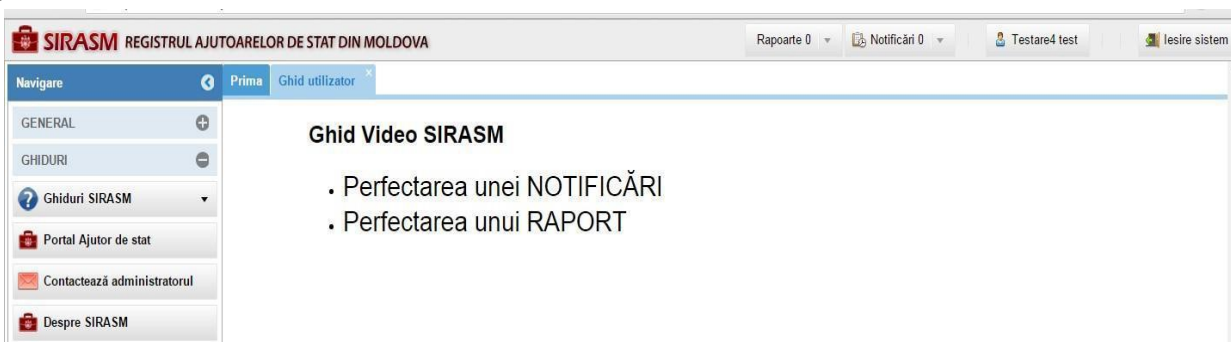 SIRASM REGISTRUL AJUTOARELOR DE STAT DIN MOLDOVA
Rapoarte 0
Notificări 0
Testare4 test
Iesire sistem
Navigare
Prima
Ghid utilizator
GENERAL
GHIDURI
Ghiduri SIRASM
Portal Ajutor de stat
Contactează administratorul
Despre SIRASM
Ghid Video SIRASM
• Perfectarea unei NOTIFICĂRI
• Perfectarea unui RAPORT